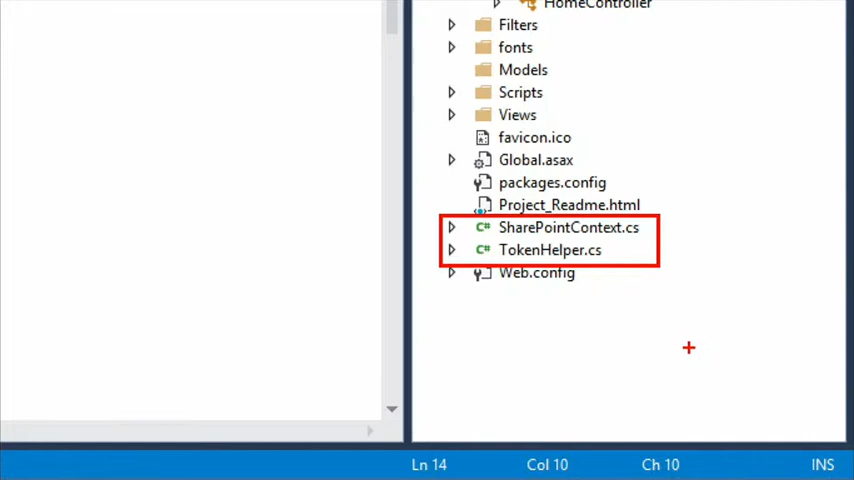 HomeController
Filters
fonts
Models
Scripts
Views
favicon.ico
Global.asax
packages.config
Project_Readme.html
C# SharePointContext.cs
C# TokenHelper.cs
Web.config
Ln 14 Col 10 Ch 10 INS